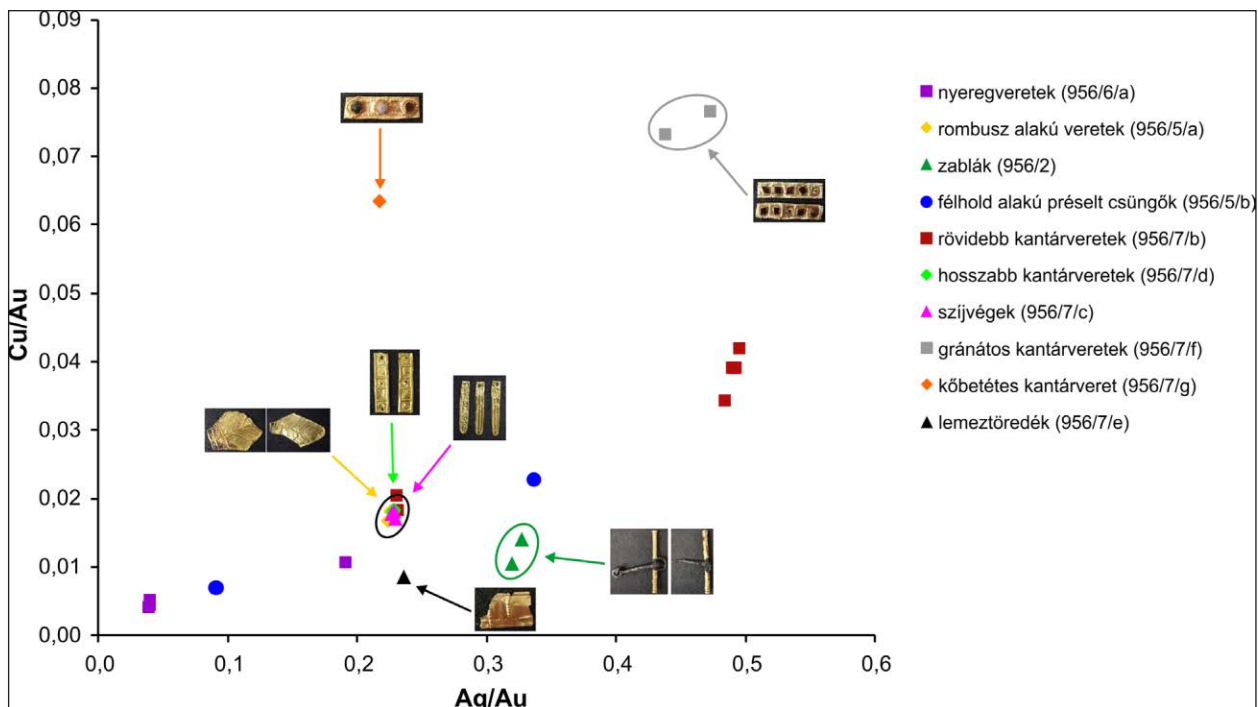 0,09
0,08
0,07
0,06
0,05
0,04
0,03
0,02
0,01
0,00
Cu/Au
0,0 0,1 0,2 0,3 0,4 0,5 0,6
Ag/Au
nyeregveretek (956/6/a)
rombusz alakú veretek (956/5/a)
zablák (956/2)
félhold alakú préselt csüngők (956/5/b)
rövidebb kantárveretek (956/7/b)
hosszabb kantárveretek (956/7/d)
szíjvégek (956/7/c)
gránátos kantárveretek (956/7/f)
kőbetétes kantárveret (956/7/g)
lemeztöredék (956/7/e)